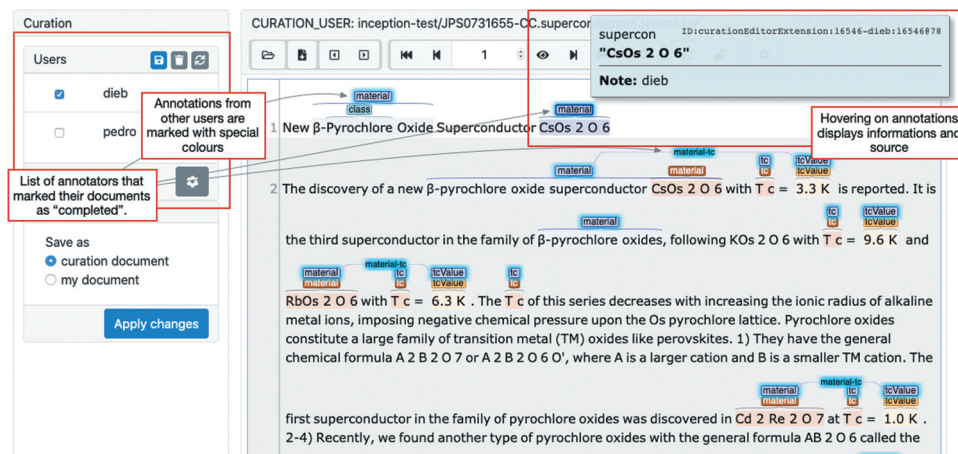 Curation
Users
dieb
pedro
Annotations from
other users are
marked with special
colours
List of annotators that
marked their documents
as “completed”.
Save as
curation document
my document
Apply changes
CURATION_USER: inception-test/JPS0731655-CC.supercon
1
supercon ID:curationEditorExtension:16546-dieb:16546@78
"CsOs 2 O 6"
Note: dieb
Hovering on annotations
displays informations and
source
material material
class
1 New β-Pyrochlore Oxide Superconductor CsOs 2 O 6
material-tc
material tc tcValue
material tc tcValue
2 The discovery of a new β-pyrochlore oxide superconductor CsOs 2 O 6 with T c = 3.3 K is reported. It is
material tc tcValue
tc tcValue
the third superconductor in the family of β-pyrochlore oxides, following KOs 2 O 6 with T c = 9.6 K and
material-tc
material tc tcValue tc
material tc tcValue tc
RbOs 2 O 6 with T c = 6.3 K . The T c of this series decreases with increasing the ionic radius of alkaline
metal ions, imposing negative chemical pressure upon the Os pyrochlore lattice. Pyrochlore oxides
constitute a large family of transition metal (TM) oxides like perovskites. 1) They have the general
chemical formula A 2 B 2 O 7 or A 2 B 2 O 6 O', where A is a larger cation and B is a smaller TM cation. The
material-tc
material tc tcValue
material tc tcValue
first superconductor in the family of pyrochlore oxides was discovered in Cd 2 Re 2 O 7 at T c = 1.0 K .
2-4) Recently, we found another type of pyrochlore oxides with the general formula AB 2 O 6 called the